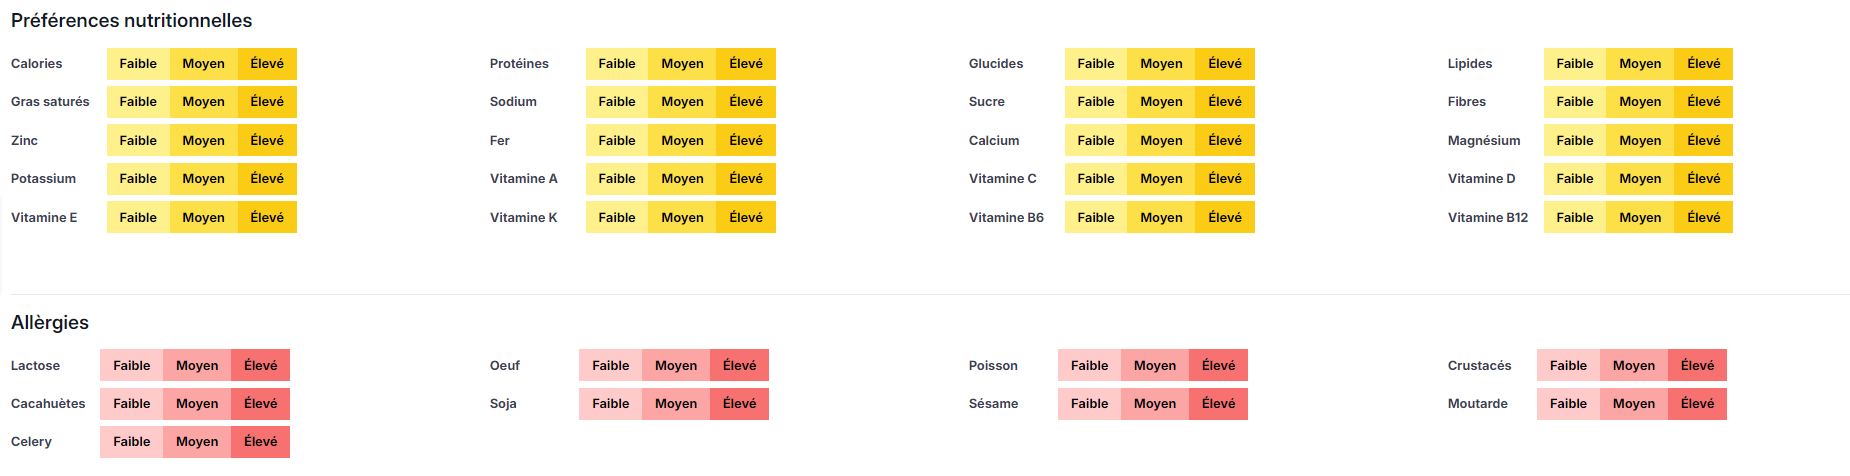 Préférences nutritionnelles
Calories Faible Moyen Élevé Protéines Faible Moyen Élevé Glucides Faible Moyen Élevé Lipides Faible Moyen Élevé
Gras saturés Faible Moyen Élevé Sodium Faible Moyen Élevé Sucre Faible Moyen Élevé Fibres Faible Moyen Élevé
Zinc Faible Moyen Élevé Fer Faible Moyen Élevé Calcium Faible Moyen Élevé Magnésium Faible Moyen Élevé
Potassium Faible Moyen Élevé Vitamine A Faible Moyen Élevé Vitamine C Faible Moyen Élevé Vitamine D Faible Moyen Élevé
Vitamine E Faible Moyen Élevé Vitamine K Faible Moyen Élevé Vitamine B6 Faible Moyen Élevé Vitamine B12 Faible Moyen Élevé
Allèrgies
Lactose Faible Moyen Élevé Oeuf Faible Moyen Élevé Poisson Faible Moyen Élevé Crustacés Faible Moyen Élevé
Cacahuètes Faible Moyen Élevé Soja Faible Moyen Élevé Sésame Faible Moyen Élevé Moutarde Faible Moyen Élevé
Celery Faible Moyen Élevé